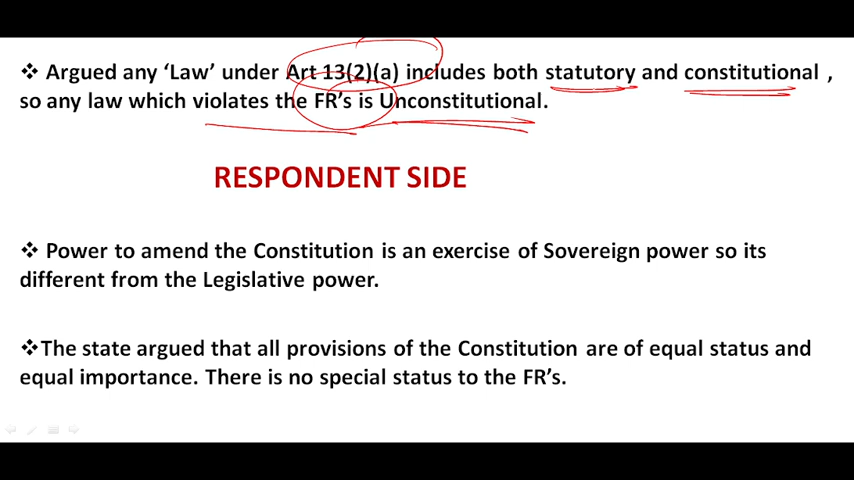 ❖ Argued any ‘Law’ under Art 13(2)(a) includes both statutory and constitutional ,
so any law which violates the FR’s is Unconstitutional.
RESPONDENT SIDE
❖ Power to amend the Constitution is an exercise of Sovereign power so its
different from the Legislative power.
❖The state argued that all provisions of the Constitution are of equal status and
equal importance. There is no special status to the FR’s.